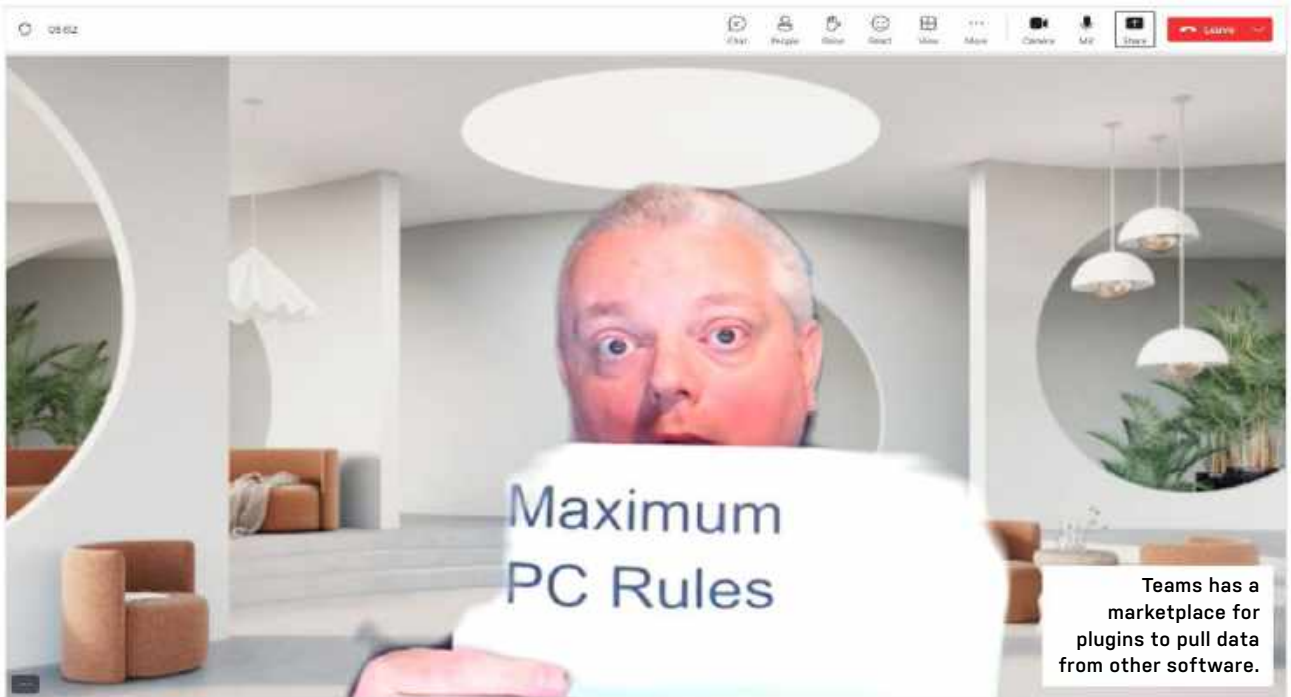 Chat
People
Raise
React
View
More
Camera
Mic
Share
Leave
Maximum
PC Rules
Teams has a
marketplace for
plugins to pull data
from other software.